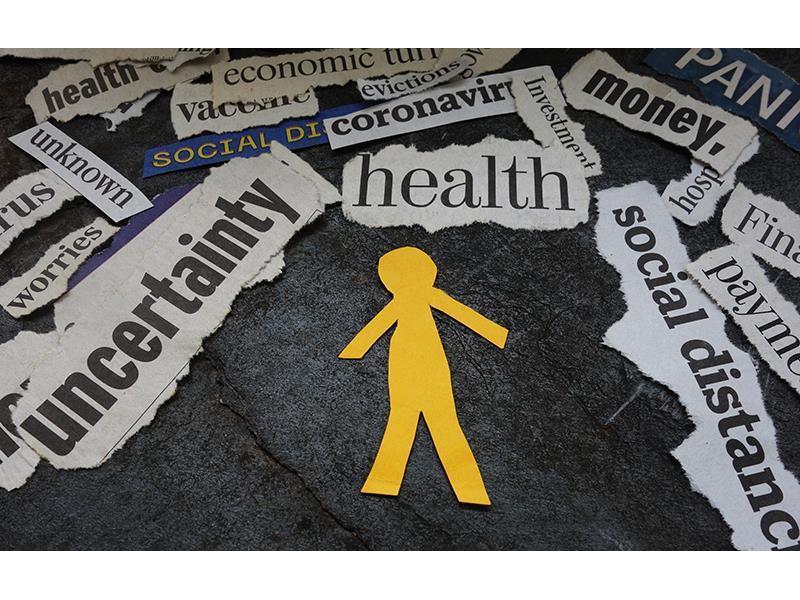 economic tur
health
vaccine
evictions
coronavir
Investment
money,
PANI
SOCIAL DI
unknown
health
hosp
rus
worries
uncertainty
social distanc
Fina
payme